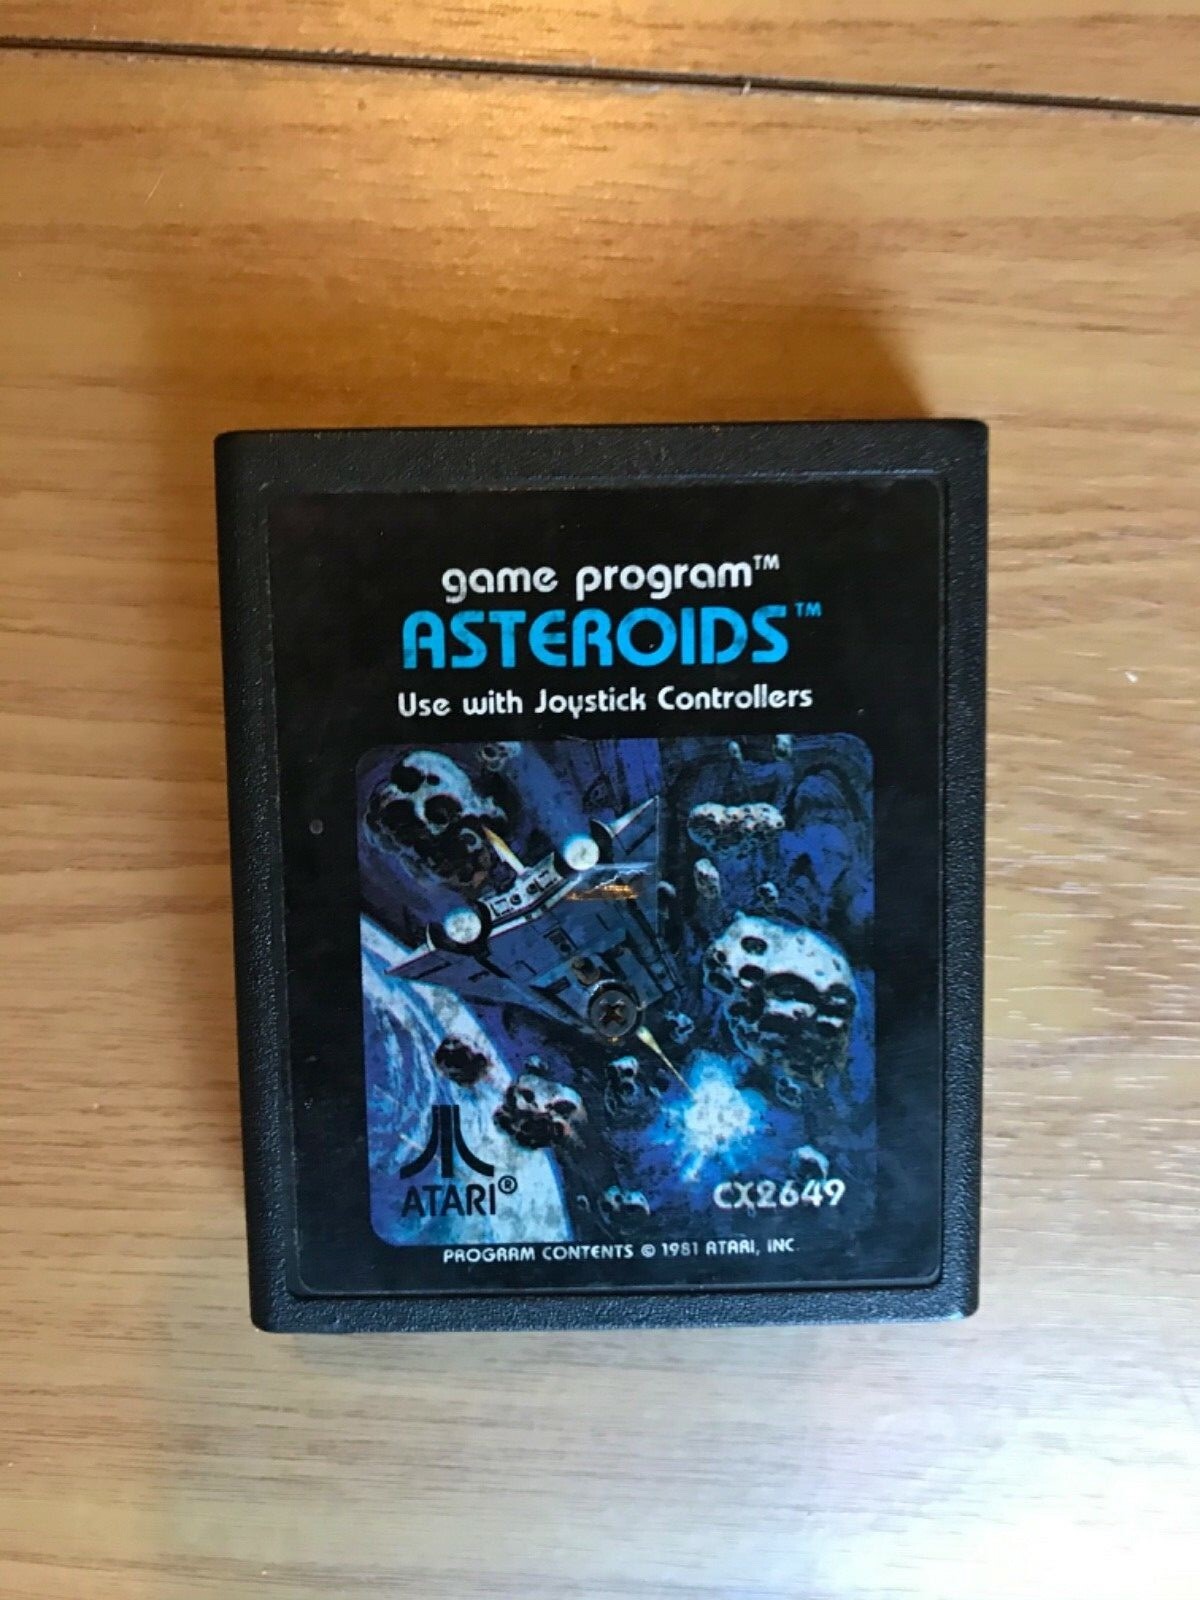 game program™
ASTEROIDS™
Use with Joystick Controllers
ATARI®
CX2649
PROGRAM CONTENTS © 1981 ATARI, INC.